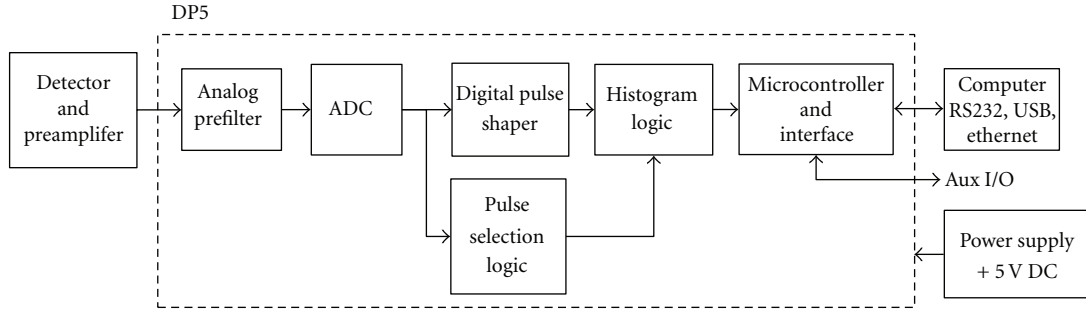 DP5
Detector
and
preamplifer
Analog
prefilter
ADC
Digital pulse
shaper
Histogram
logic
Microcontroller
and
interface
Computer
RS232, USB,
ethernet
Pulse
selection
logic
Aux I/O
Power supply
+ 5 V DC